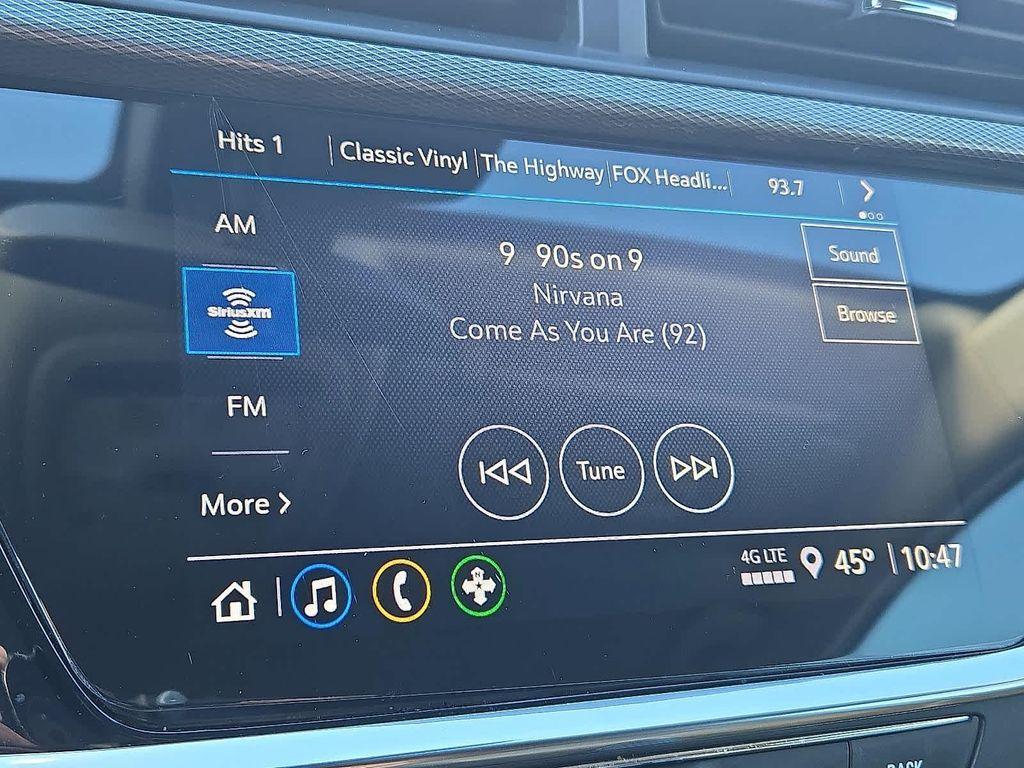 Hits 1 | Classic Vinyl | The Highway | FOX Headli... | 93.7
AM
SiriusXM
FM
More
9 90s on 9
Nirvana
Come As You Are (92)
Sound
Browse
Tune
4G LTE
45° | 10:47
N
BACK